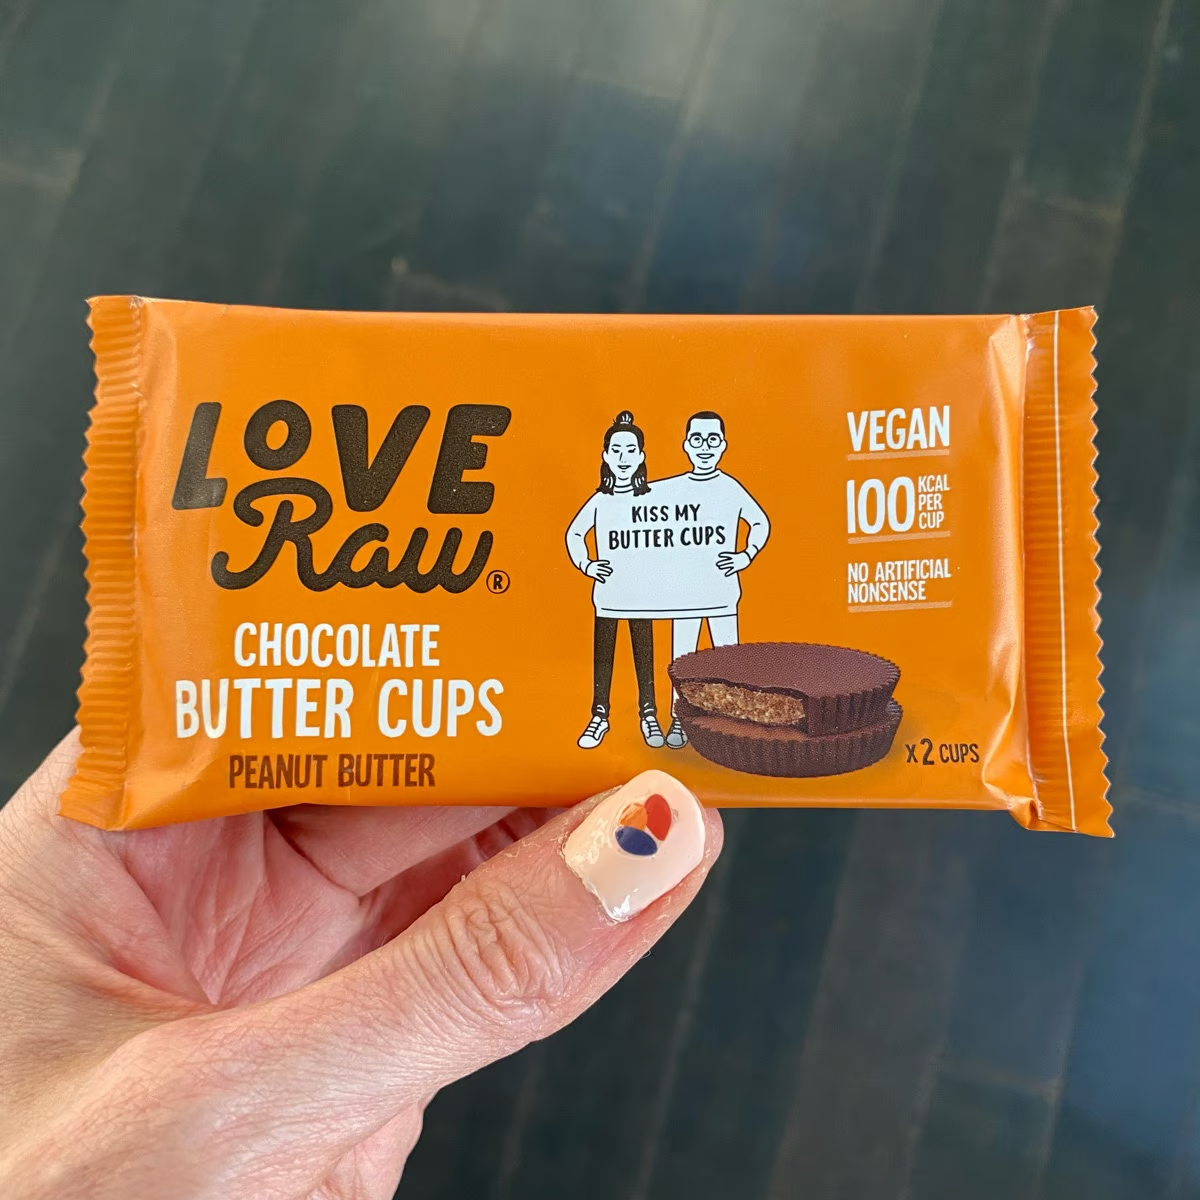 LOVE
Raw®
CHOCOLATE
BUTTER CUPS
PEANUT BUTTER
KISS MY
BUTTER CUPS
VEGAN
100 KCAL
PER
CUP
NO ARTIFICIAL
NONSENSE
X2 CUPS